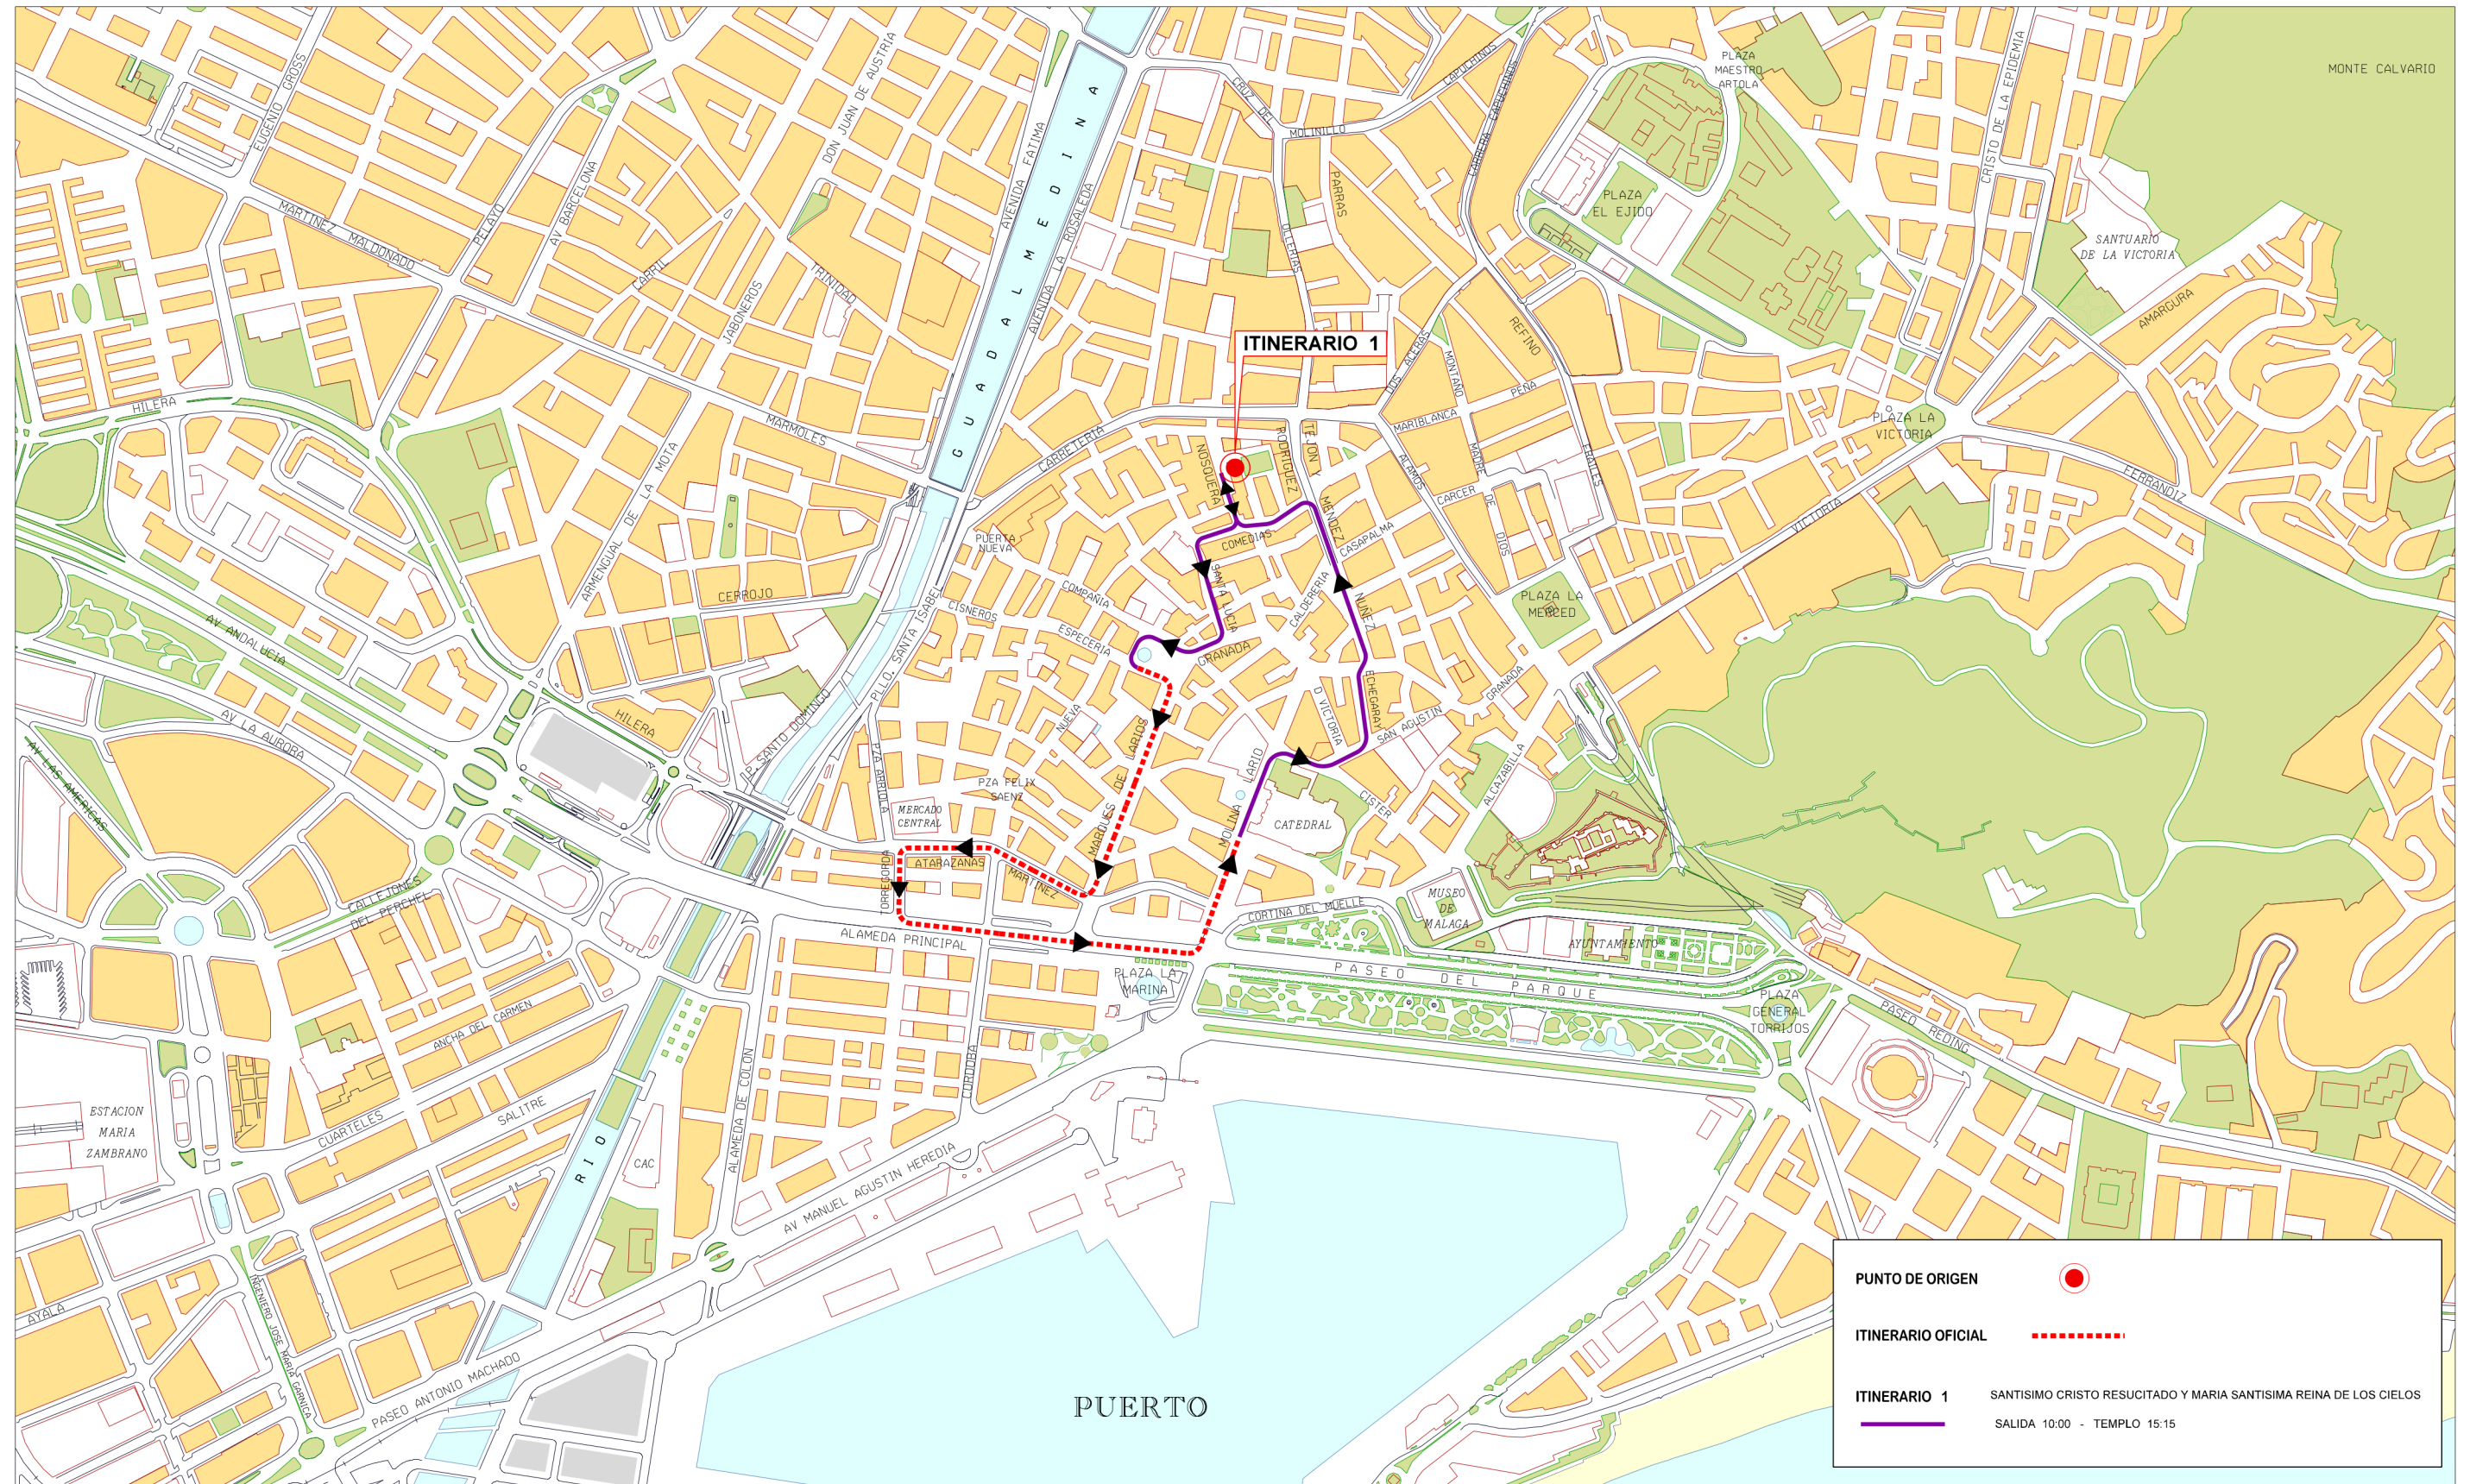 EUGENIO CROSS
DON JUAN DE AUSTRIA
AVENIDA FATIMA
GUADALMEDINA
AVENIDA LA ROSALEDA
CRUZ DEL
MOLINILLO
CAPUCHINOS
CARRERA CAPUCHINOS
PLAZA
MAESTRO
ARTOLA
CRISTO DE LA EPIDEMIA
MONTE CALVARIO
MARTINEZ MALDONADO
PELAYO
AV BARCELONA
CARRIL
JABONEROS
TRINIDAD
PARRAS
OLLERIAS
PLAZA
EL EJIDO
SANTUARIO
DE LA VICTORIA
AMARGURA
ITINERARIO 1
DOS ACERAS
MONTAÑO
REFINO
PEÑA
HILERA
MARMOLES
ARMENGUAL DE LA MOTA
CARRETERIA
NOSQUERA
RODRIGUEZ
TEJON Y
MENDEZ
MARIBLANCA
ALAMOS
MADRE
DE
DIOS
CARCER
FRAILES
PLAZA LA
VICTORIA
FERRANDIZ
VICTORIA
PUERTA
NUEVA
COMEDIAS
CASAPALMA
SANTA LUCIA
CALDERERIA
NUÑEZ
PLAZA LA
MERCED
COMPAÑIA
CISNEROS
ESPECERIA
GRANADA
CERROJO
AV ANDALUCIA
PLLO. SANTA ISABEL
P. SANTO DOMINGO
HILERA
AV LA AURORA
AV LAS AMERICAS
NUEVA
PZA ARRIOLA
PZA FELIX
SAENZ
MARQUES DE LARIOS
D VICTORIA
ECHEGARAY
SAN AGUSTIN
GRANADA
ALCAZABILLA
MOLINA LARIO
CATEDRAL
CISTER
MERCADO
CENTRAL
ATARAZANAS
MARTINEZ
TORREGORDA
CALLEJONES
DEL PERCHEL
ALAMEDA PRINCIPAL
CORTINA DEL MUELLE
MUSEO
DE
MALAGA
AYUNTAMIENTO
PASEO DEL PARQUE
PLAZA LA
MARINA
PLAZA
GENERAL
TORRIJOS
PASEO REDING
ANCHA DEL CARMEN
CUARTELES
SALITRE
ALAMEDA DE COLON
CORDOBA
ESTACION
MARIA
ZAMBRANO
RIO
CAC
AV MANUEL AGUSTIN HEREDIA
AYALA
INGENIERO JOSE MARIA GARNICA
PASEO ANTONIO MACHADO
PUERTO
PUNTO DE ORIGEN
ITINERARIO OFICIAL
ITINERARIO 1 SANTISIMO CRISTO RESUCITADO Y MARIA SANTISIMA REINA DE LOS CIELOS
SALIDA 10:00 - TEMPLO 15:15